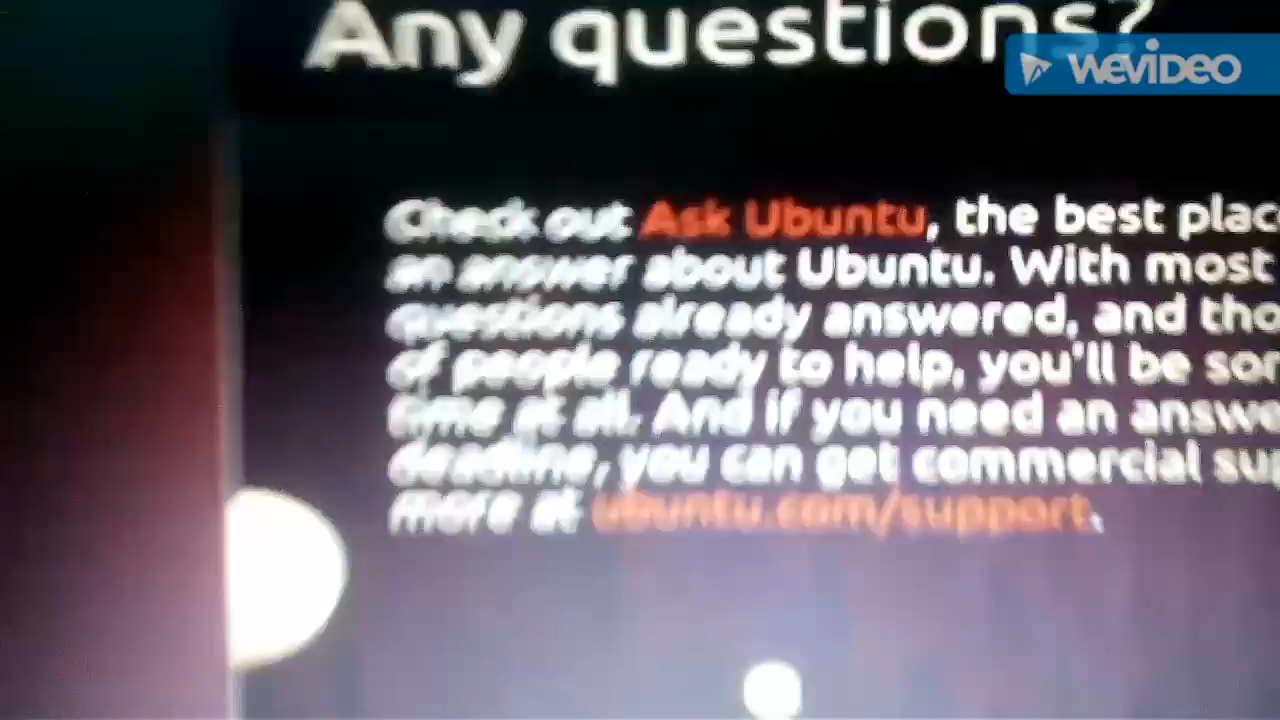 Any questions?
WEVIDEO
Check out Ask Ubuntu, the best plac
an answer about Ubuntu. With most
questions already answered, and tho
of people ready to help, you'll be sor
time at all. And if you need an answe
deadline, you can get commercial sup
more at ubuntu.com/support.